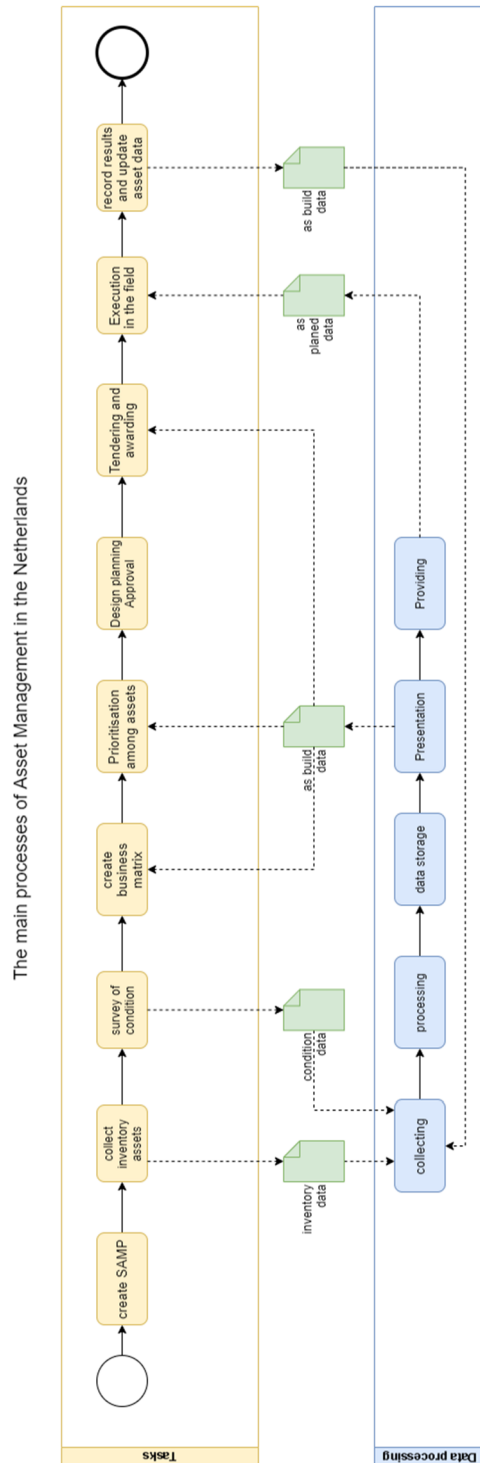 The main processes of Asset Management in the Netherlands
Tasks
create SAMP
collect
inventory
assets
survey of
condition
create
business
matrix
Prioritisation
among assets
Design planning
Approval
Tendering and
awarding
Execution
in the field
record results
and update
asset data
inventory
data
condition
data
as build
data
as
planed
data
as build
data
Data processing
collecting
processing
data storage
Presentation
Providing